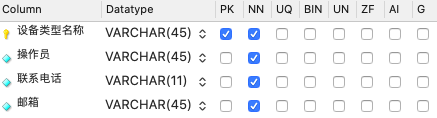 Column Datatype PK NN UQ BIN UN ZF AI G
设备类型名称 VARCHAR(45)
操作员 VARCHAR(45)
联系电话 VARCHAR(11)
邮箱 VARCHAR(45)